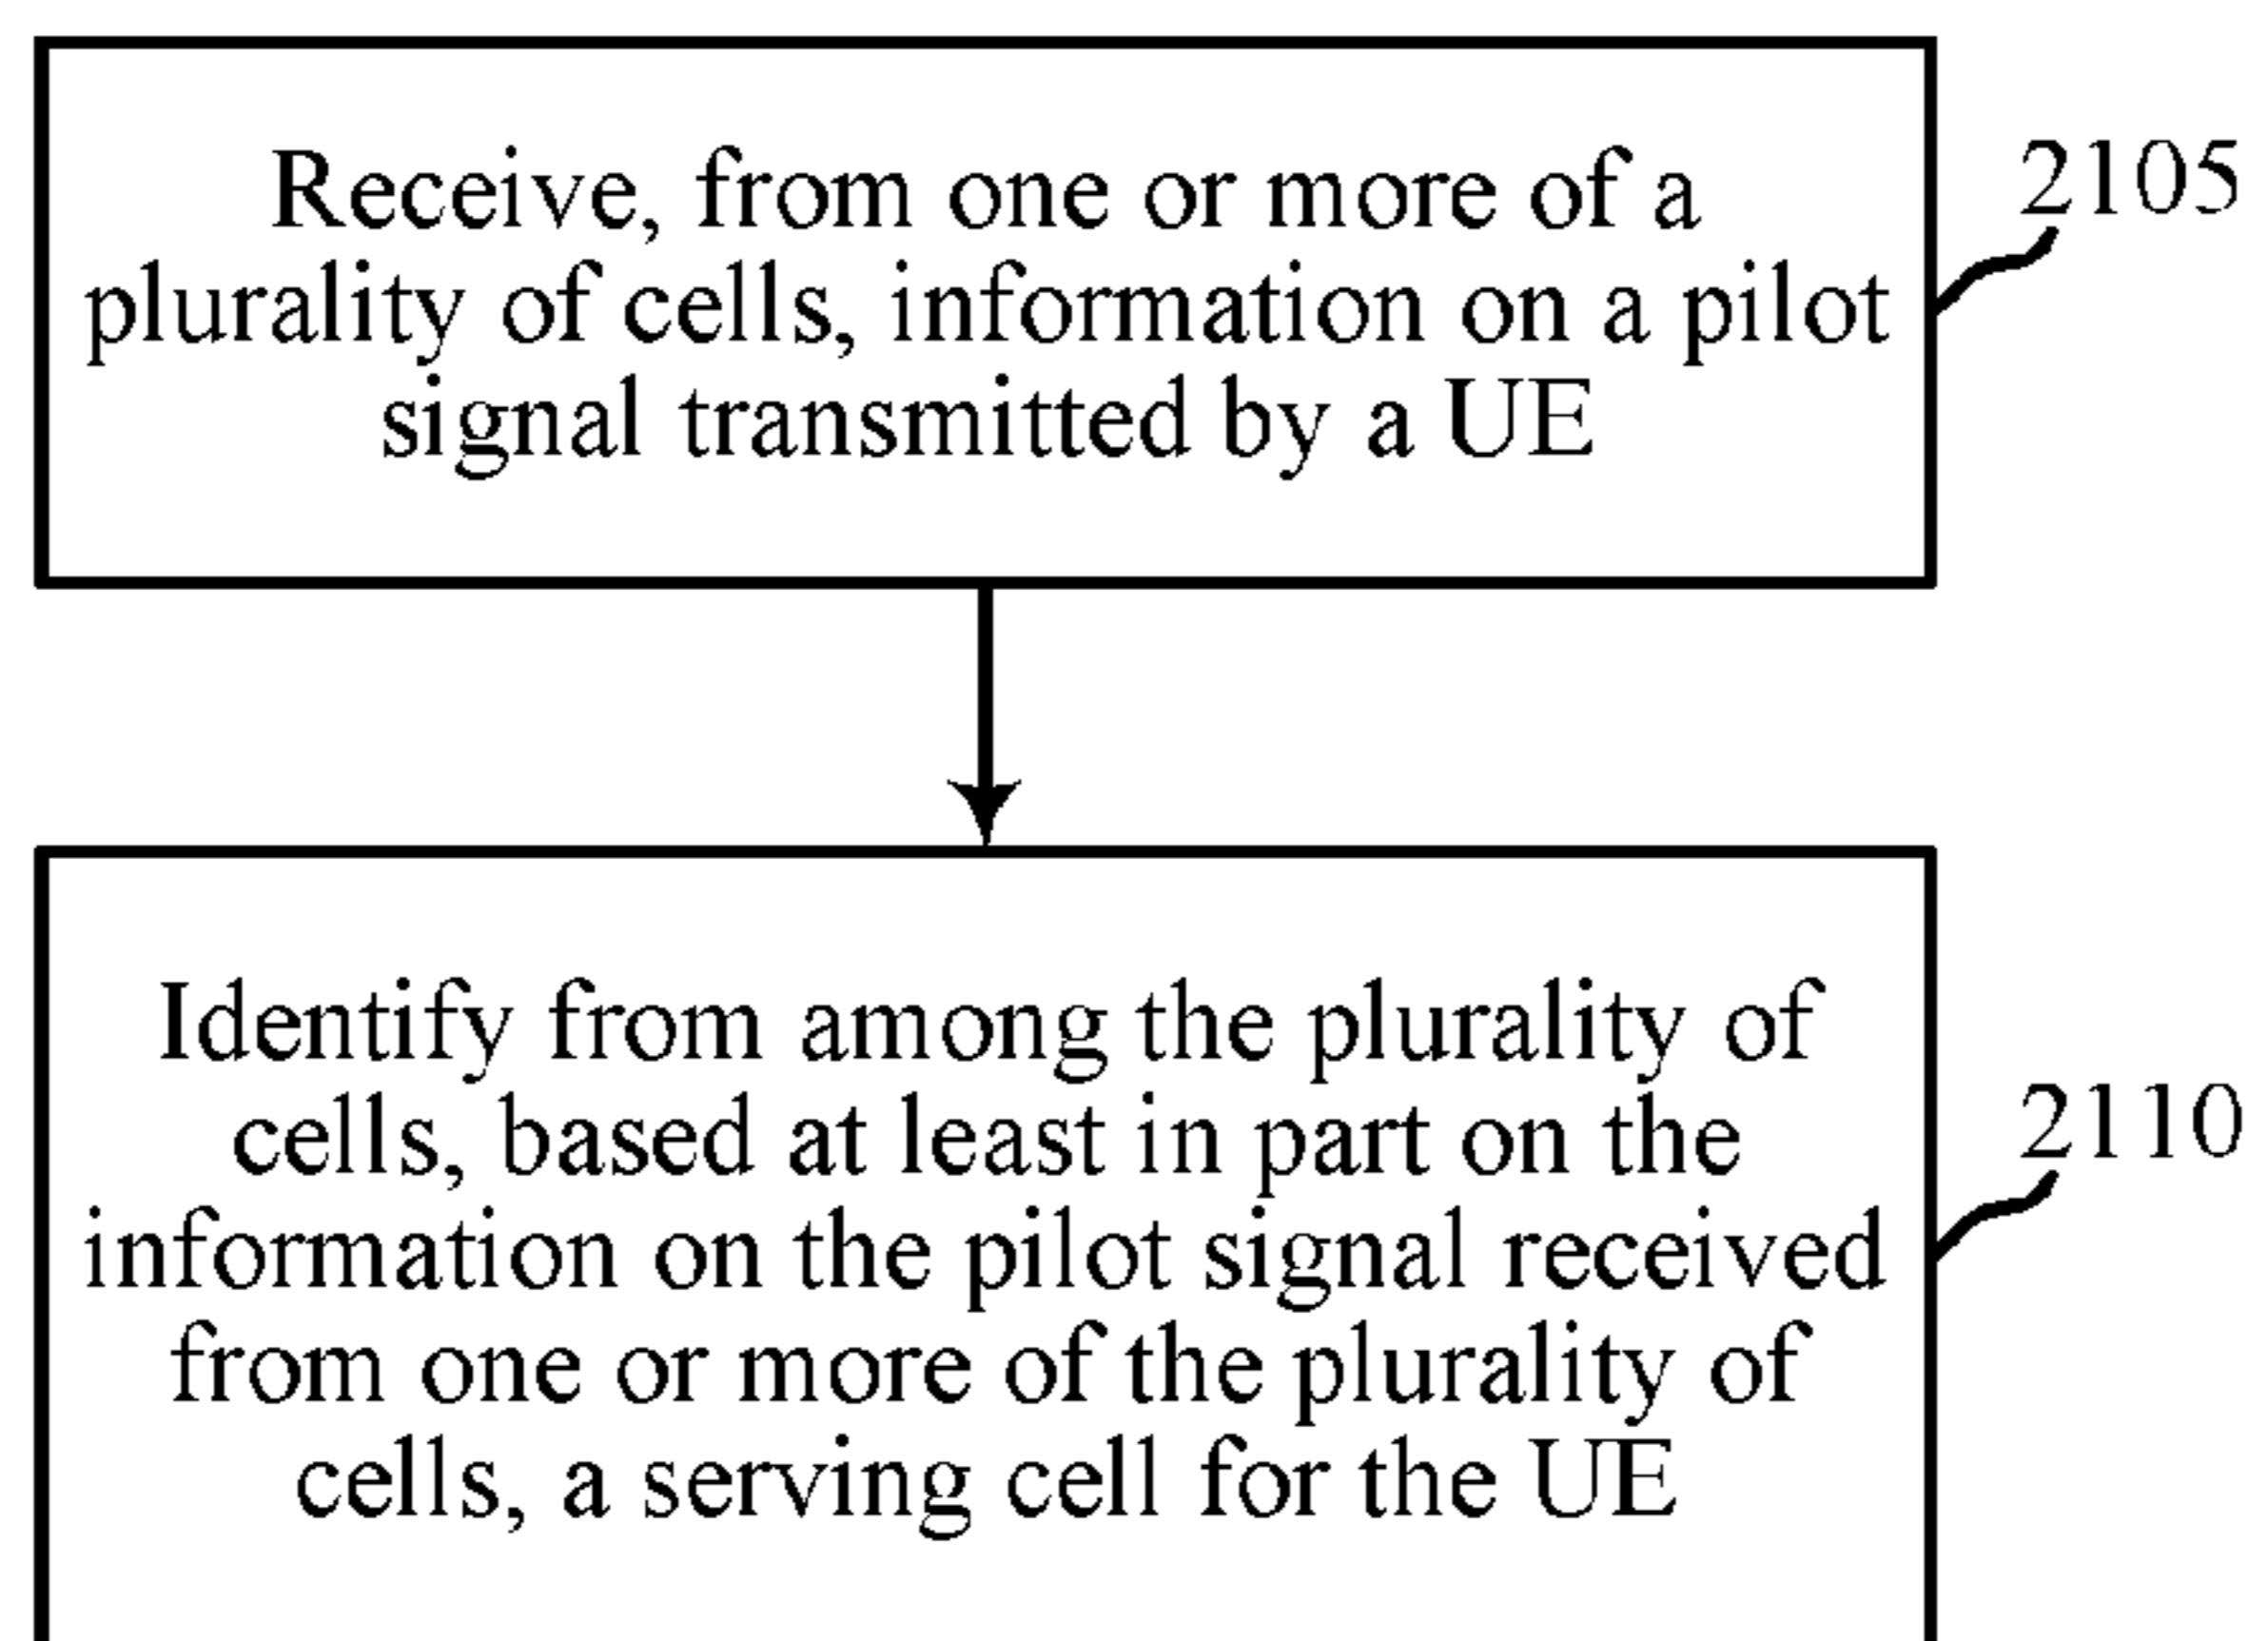 Receive, from one or more of a
plurality of cells, information on a pilot
signal transmitted by a UE
2105
Identify from among the plurality of
cells, based at least in part on the
information on the pilot signal received
from one or more of the plurality of
cells, a serving cell for the UE
2110